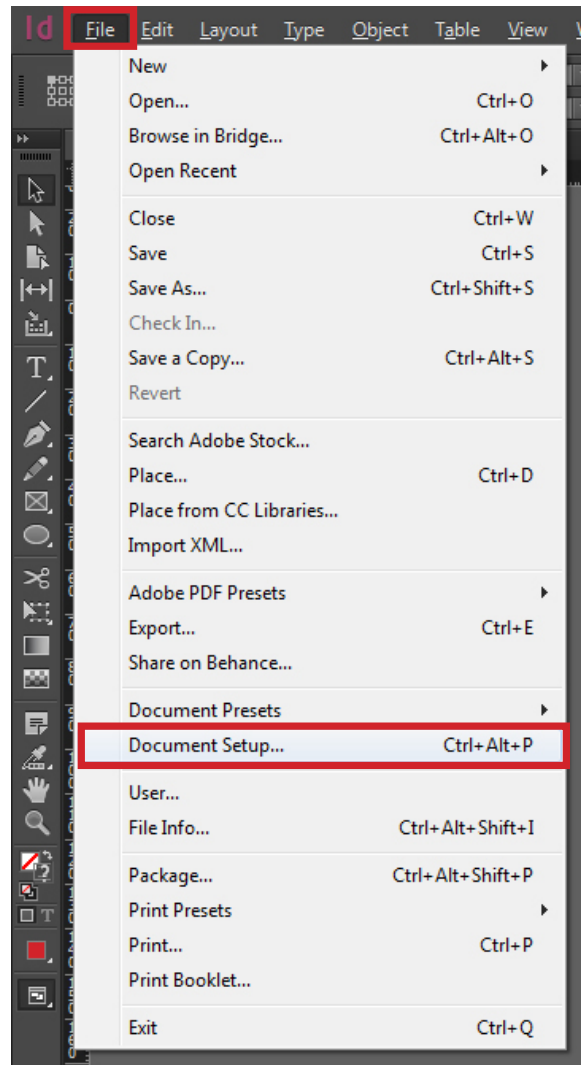 Id File Edit Layout Type Object Table View
New
Open... Ctrl+O
Browse in Bridge... Ctrl+Alt+O
Open Recent
Close Ctrl+W
Save Ctrl+S
Save As... Ctrl+Shift+S
Check In...
Save a Copy... Ctrl+Alt+S
Revert
Search Adobe Stock...
Place... Ctrl+D
Place from CC Libraries...
Import XML...
Adobe PDF Presets
Export... Ctrl+E
Share on Behance...
Document Presets
Document Setup... Ctrl+Alt+P
User...
File Info... Ctrl+Alt+Shift+I
Package... Ctrl+Alt+Shift+P
Print Presets
Print... Ctrl+P
Print Booklet...
Exit Ctrl+Q